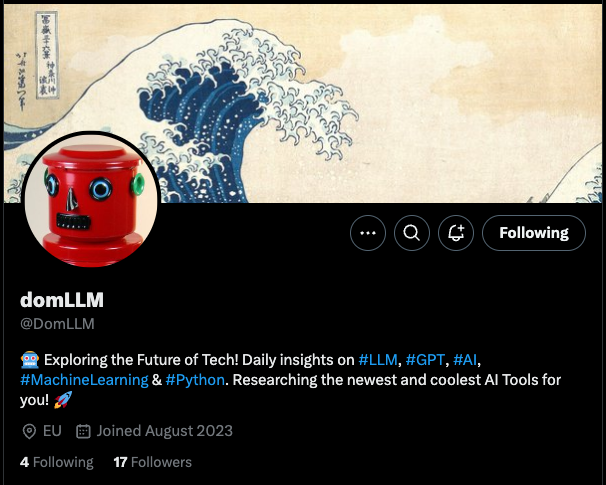 冨嶽三十六景 神奈川沖
浪裏
Following
domLLM
@DomLLM
🤖 Exploring the Future of Tech! Daily insights on #LLM, #GPT, #AI,
#MachineLearning & #Python. Researching the newest and coolest AI Tools for
you! 🚀
EU Joined August 2023
4 Following 17 Followers